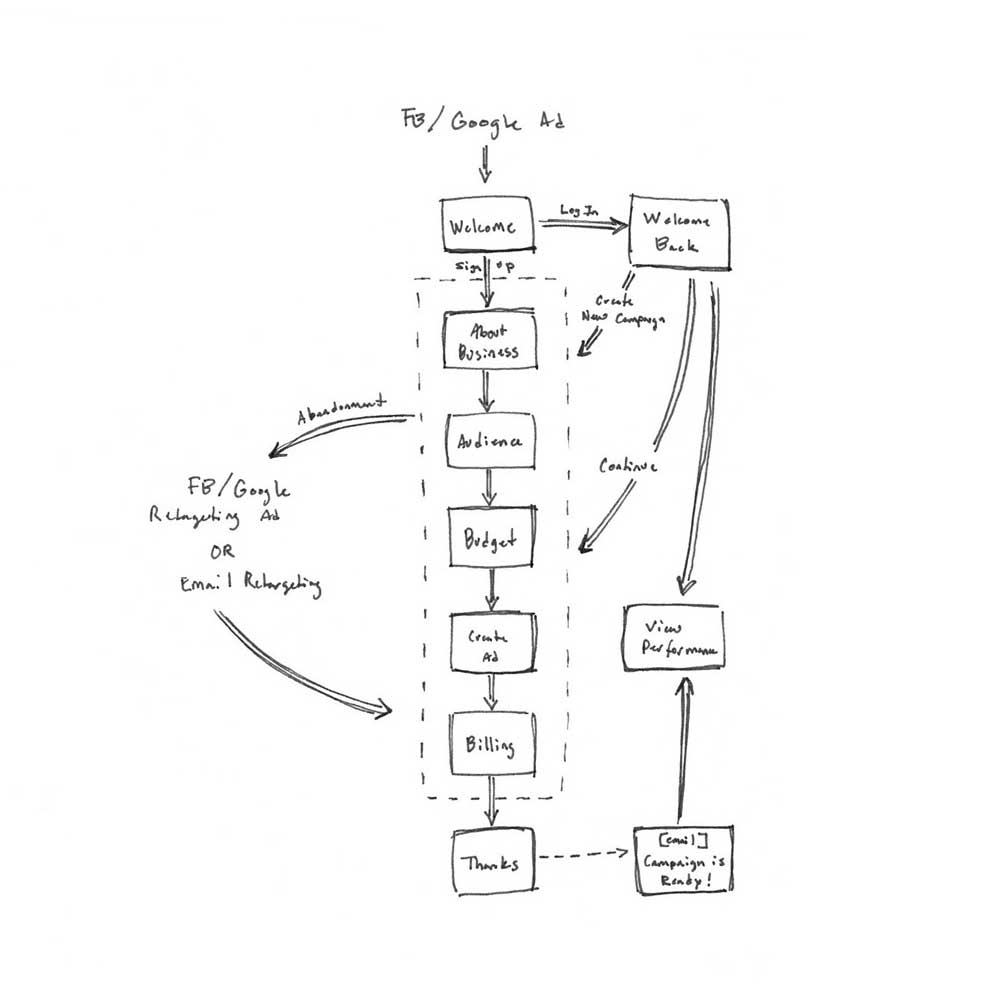 FB/Google Ad
Welcome
Log In
Welcome
Back
Sign Up
About
Business
Create
New Campaign
Abandonment
Audience
Continue
FB/Google
Retargeting Ad
OR
Email Retargeting
Budget
Create
Ad
View
Performance
Billing
Thanks
[email]
Campaign is
Ready!